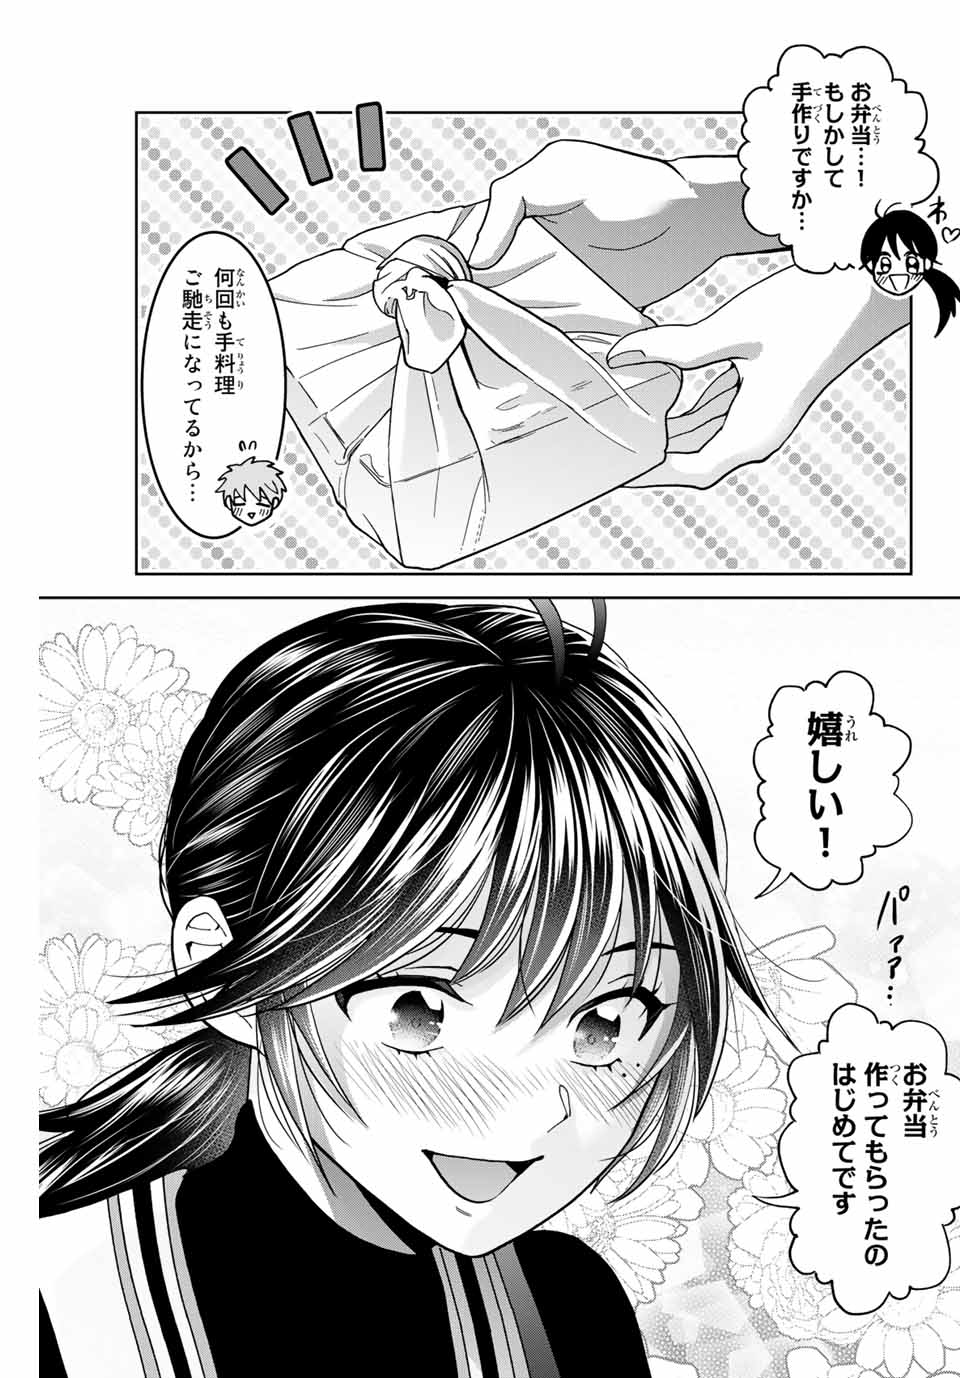 お弁当…！
もしかして
手作りですか…
わ♡
何回も手料理
ご馳走になってるから…
嬉しい！
パァァ…
お弁当
作ってもらったの
はじめてです